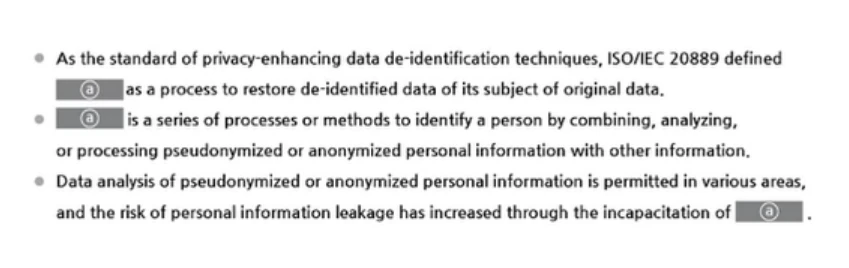 ● As the standard of privacy-enhancing data de-identification techniques, ISO/IEC 20889 defined
ⓐ as a process to restore de-identified data of its subject of original data.
● ⓐ is a series of processes or methods to identify a person by combining, analyzing,
or processing pseudonymized or anonymized personal information with other information.
● Data analysis of pseudonymized or anonymized personal information is permitted in various areas,
and the risk of personal information leakage has increased through the incapacitation of ⓐ .